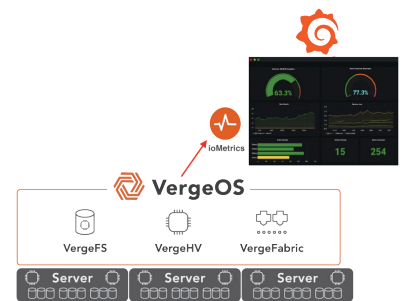 63.3%
77.3%
ioMetrics
15
254
VergeOS
VergeFS
VergeHV
VergeFabric
Server
Server
Server